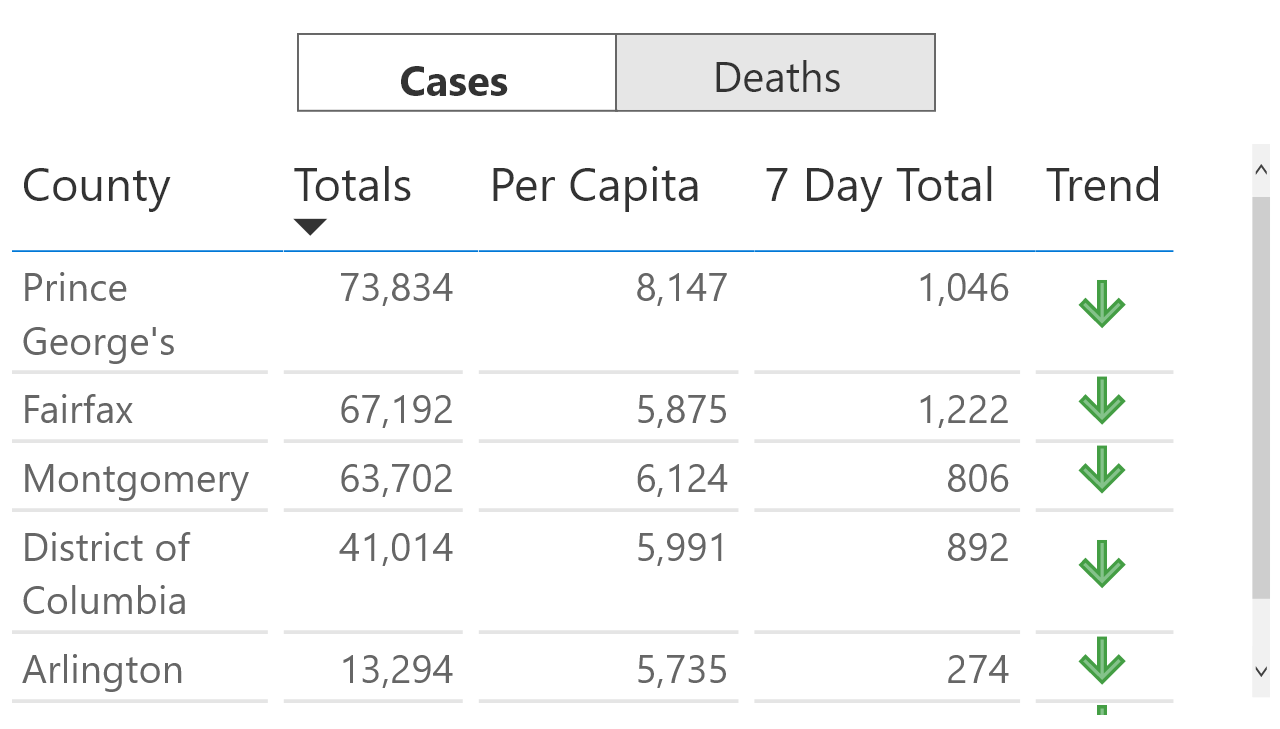 Cases Deaths
County Totals Per Capita 7 Day Total Trend
Prince 73,834 8,147 1,046
George's
Fairfax 67,192 5,875 1,222
Montgomery 63,702 6,124 806
District of 41,014 5,991 892
Columbia
Arlington 13,294 5,735 274